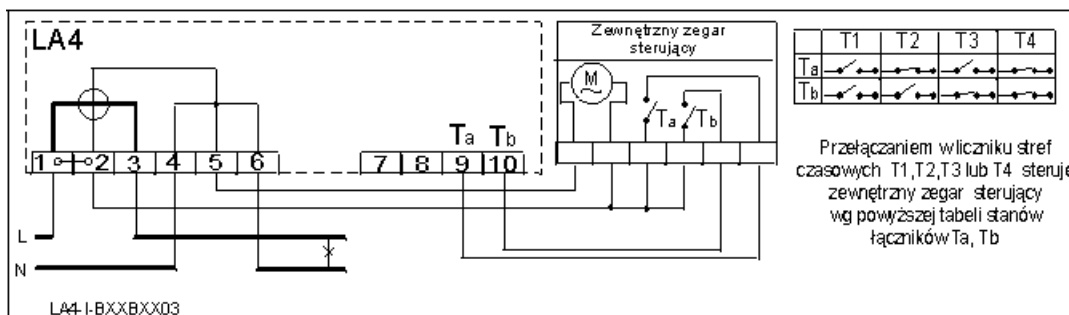 LA4
Zewnętrzny zegar
sterujący
M
T1 T2 T3 T4
Ta
Tb
Ta Tb
Ta Tb
1 2 3 4 5 6 7 8 9 10
Przełączaniem w liczniku stref
czasowych T1,T2,T3 lub T4 steruje
zewnętrzny zegar sterujący
wg powyższej tabeli stanów
łączników Ta, Tb
L
N
LA4-I-BXXBXX03